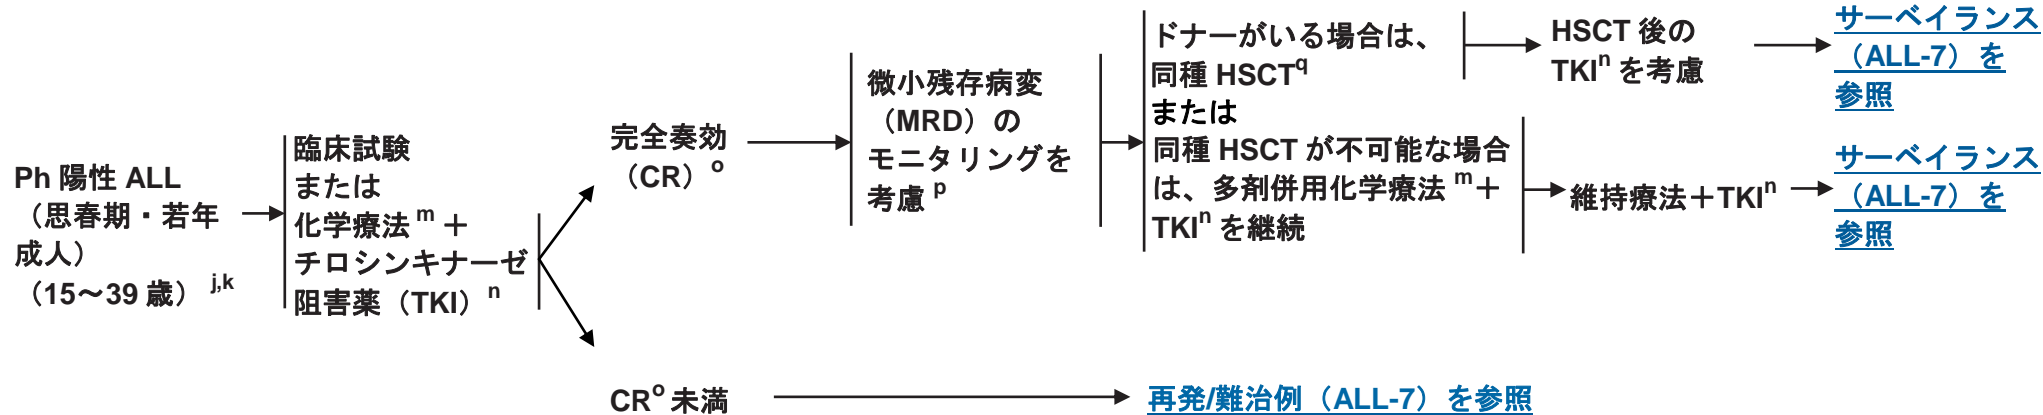 Ph 陽性 ALL
（思春期・若年
成人）
（15～39 歳） j,k
臨床試験
または
化学療法 m ＋
チロシンキナーゼ
阻害薬（TKI） n
完全奏効
（CR） o
微小残存病変
（MRD）の
モニタリングを
考慮 p
ドナーがいる場合は、
同種 HSCTq
または
同種 HSCT が不可能な場合
は、多剤併用化学療法 m＋
TKIn を継続
HSCT 後の
TKIn を考慮
サーベイランス
（ALL-7）を
参照
維持療法＋TKIn
サーベイランス
（ALL-7）を
参照
CRo 未満
再発/難治例（ALL-7）を参照